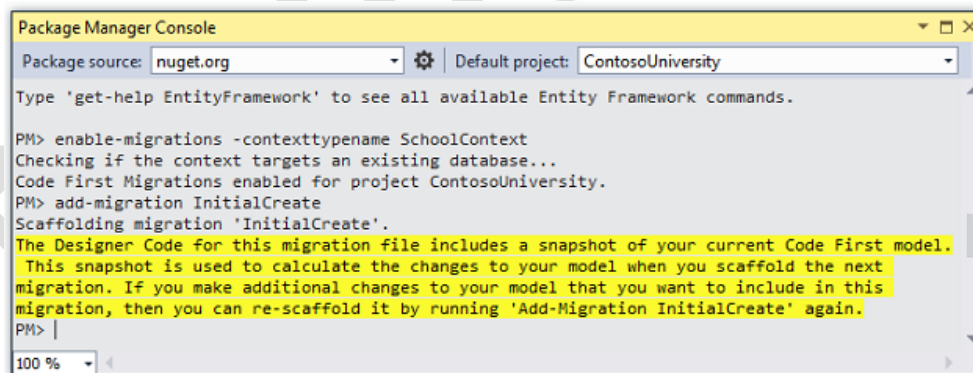 Package Manager Console
Package source: nuget.org Default project: ContosoUniversity
Type 'get-help EntityFramework' to see all available Entity Framework commands.
PM> enable-migrations -contexttypename SchoolContext
Checking if the context targets an existing database...
Code First Migrations enabled for project ContosoUniversity.
PM> add-migration InitialCreate
Scaffolding migration 'InitialCreate'.
The Designer Code for this migration file includes a snapshot of your current Code First model.
This snapshot is used to calculate the changes to your model when you scaffold the next
migration. If you make additional changes to your model that you want to include in this
migration, then you can re-scaffold it by running 'Add-Migration InitialCreate' again.
PM>
100 %